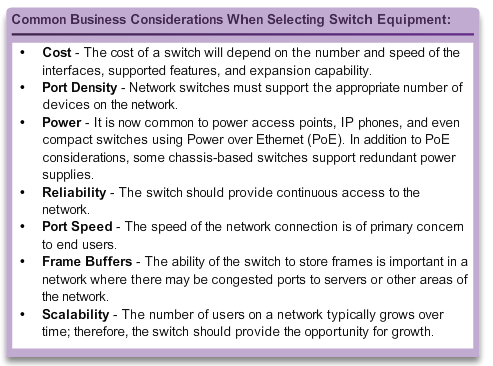 Common Business Considerations When Selecting Switch Equipment:
• Cost - The cost of a switch will depend on the number and speed of the
interfaces, supported features, and expansion capability.
• Port Density - Network switches must support the appropriate number of
devices on the network.
• Power - It is now common to power access points, IP phones, and even
compact switches using Power over Ethernet (PoE). In addition to PoE
considerations, some chassis-based switches support redundant power
supplies.
• Reliability - The switch should provide continuous access to the
network.
• Port Speed - The speed of the network connection is of primary concern
to end users.
• Frame Buffers - The ability of the switch to store frames is important in a
network where there may be congested ports to servers or other areas of
the network.
• Scalability - The number of users on a network typically grows over
time; therefore, the switch should provide the opportunity for growth.